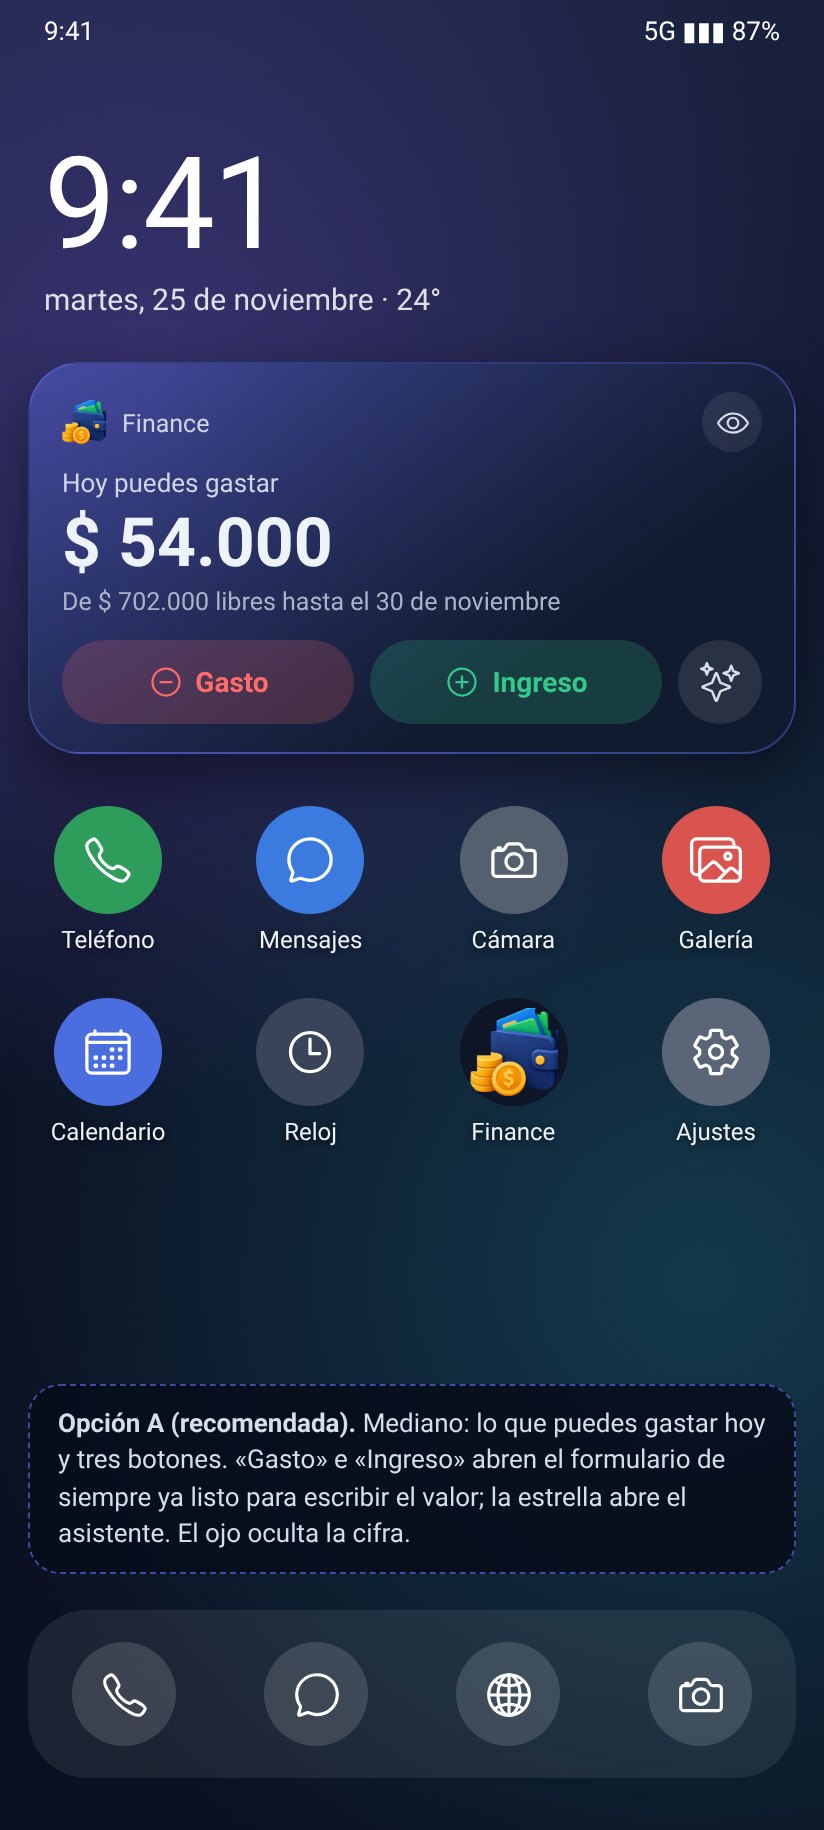 9:41
5G 87%
9:41
martes, 25 de noviembre · 24°
Finance
Hoy puedes gastar
$ 54.000
De $ 702.000 libres hasta el 30 de noviembre
Gasto
Ingreso
Teléfono
Mensajes
Cámara
Galería
Calendario
Reloj
Finance
Ajustes
Opción A (recomendada). Mediano: lo que puedes gastar hoy
y tres botones. «Gasto» e «Ingreso» abren el formulario de
siempre ya listo para escribir el valor; la estrella abre el
asistente. El ojo oculta la cifra.